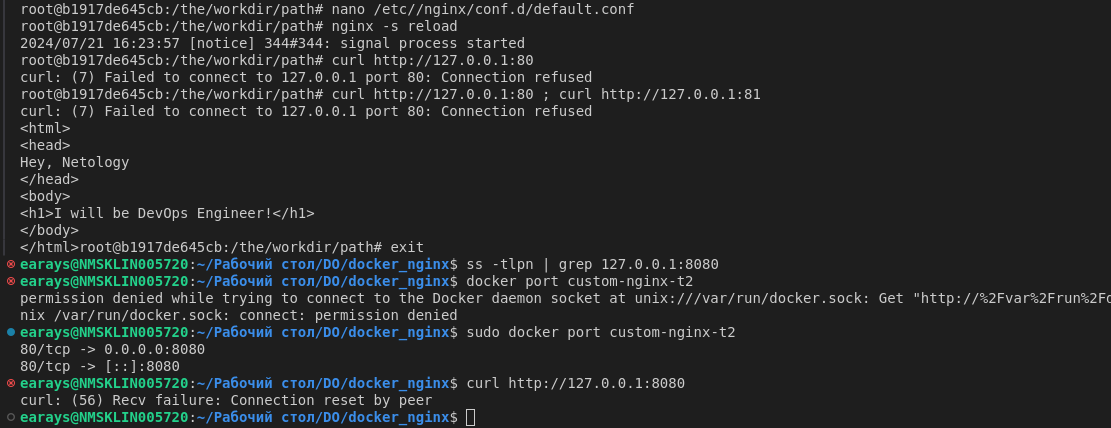 root@b1917de645cb:/the/workdir/path# nano /etc//nginx/conf.d/default.conf
root@b1917de645cb:/the/workdir/path# nginx -s reload
2024/07/21 16:23:57 [notice] 344#344: signal process started
root@b1917de645cb:/the/workdir/path# curl http://127.0.0.1:80
curl: (7) Failed to connect to 127.0.0.1 port 80: Connection refused
root@b1917de645cb:/the/workdir/path# curl http://127.0.0.1:80 ; curl http://127.0.0.1:81
curl: (7) Failed to connect to 127.0.0.1 port 80: Connection refused
<html>
<head>
Hey, Netology
</head>
<body>
<h1>I will be DevOps Engineer!</h1>
</body>
</html>root@b1917de645cb:/the/workdir/path# exit
earays@NMSKLIN005720:~/Рабочий стол/DO/docker_nginx$ ss -tlpn | grep 127.0.0.1:8080
earays@NMSKLIN005720:~/Рабочий стол/DO/docker_nginx$ docker port custom-nginx-t2
permission denied while trying to connect to the Docker daemon socket at unix:///var/run/docker.sock: Get "http://%2Fvar%2Frun%2Fd
nix /var/run/docker.sock: connect: permission denied
earays@NMSKLIN005720:~/Рабочий стол/DO/docker_nginx$ sudo docker port custom-nginx-t2
80/tcp -> 0.0.0.0:8080
80/tcp -> [::]:8080
earays@NMSKLIN005720:~/Рабочий стол/DO/docker_nginx$ curl http://127.0.0.1:8080
curl: (56) Recv failure: Connection reset by peer
earays@NMSKLIN005720:~/Рабочий стол/DO/docker_nginx$